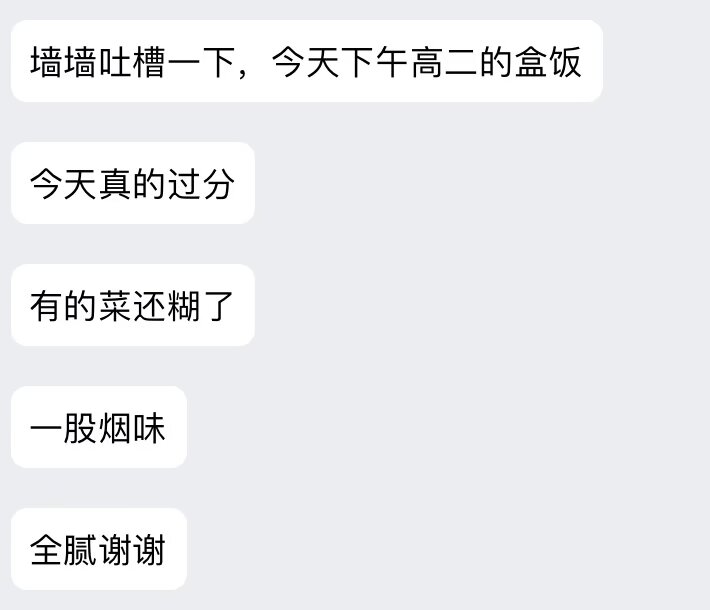 墙墙吐槽一下，今天下午高二的盒饭
今天真的过分
有的菜还糊了
一股烟味
全腻谢谢